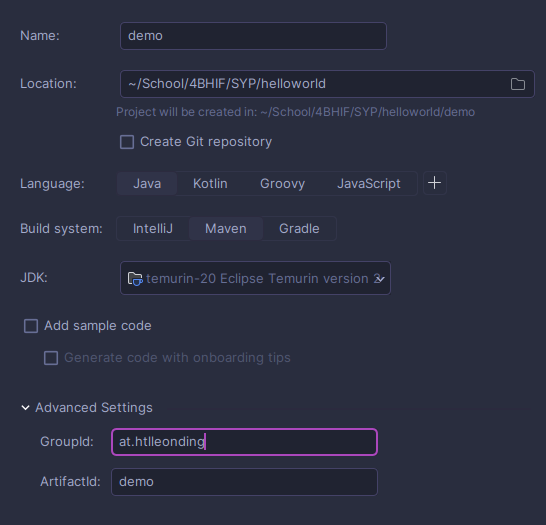 Name: demo
Location: ~/School/4BHIF/SYP/helloworld
Project will be created in: ~/School/4BHIF/SYP/helloworld/demo
Create Git repository
Language: Java Kotlin Groovy JavaScript +
Build system: IntelliJ Maven Gradle
JDK: temurin-20 Eclipse Temurin version
Add sample code
Generate code with onboarding tips
Advanced Settings
GroupId: at.htlleonding
ArtifactId: demo